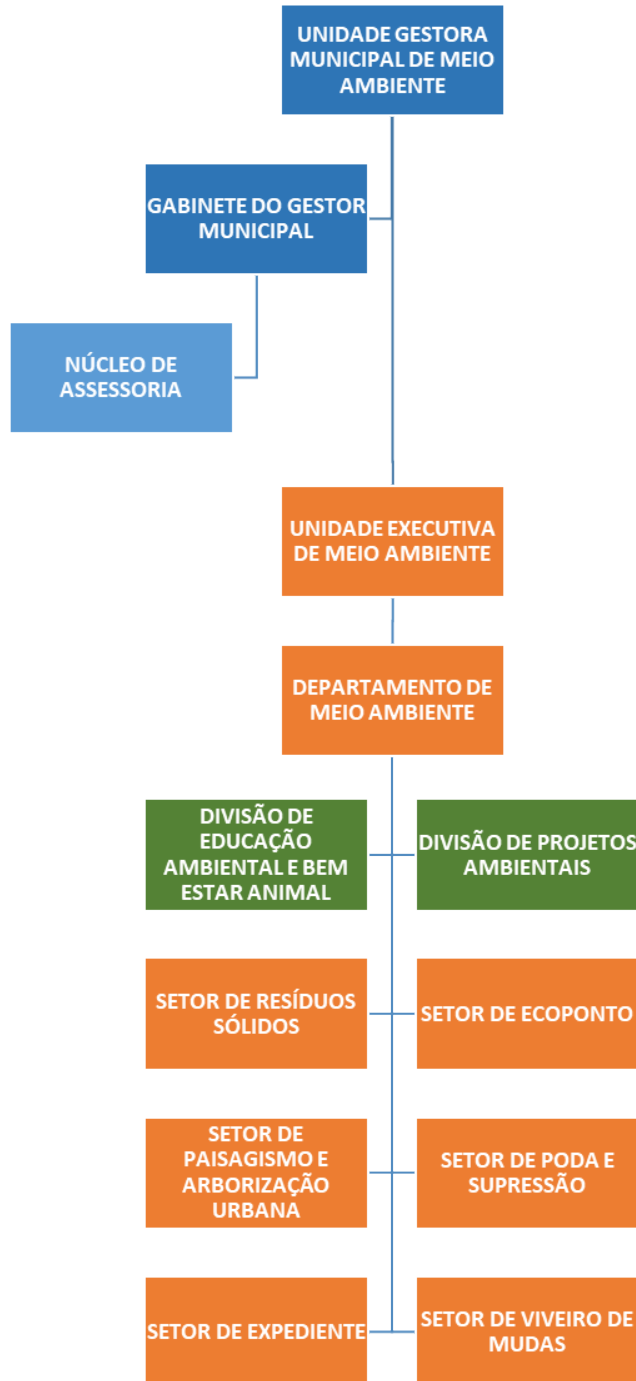 UNIDADE GESTORA
MUNICIPAL DE MEIO
AMBIENTE
GABINETE DO GESTOR
MUNICIPAL
NÚCLEO DE
ASSESSORIA
UNIDADE EXECUTIVA
DE MEIO AMBIENTE
DEPARTAMENTO DE
MEIO AMBIENTE
DIVISÃO DE
EDUCAÇÃO
AMBIENTAL E BEM
ESTAR ANIMAL
DIVISÃO DE PROJETOS
AMBIENTAIS
SETOR DE RESÍDUOS
SÓLIDOS
SETOR DE ECOPONTO
SETOR DE
PAISAGISMO E
ARBORIZAÇÃO
URBANA
SETOR DE PODA E
SUPRESSÃO
SETOR DE EXPEDIENTE
SETOR DE VIVEIRO DE
MUDAS